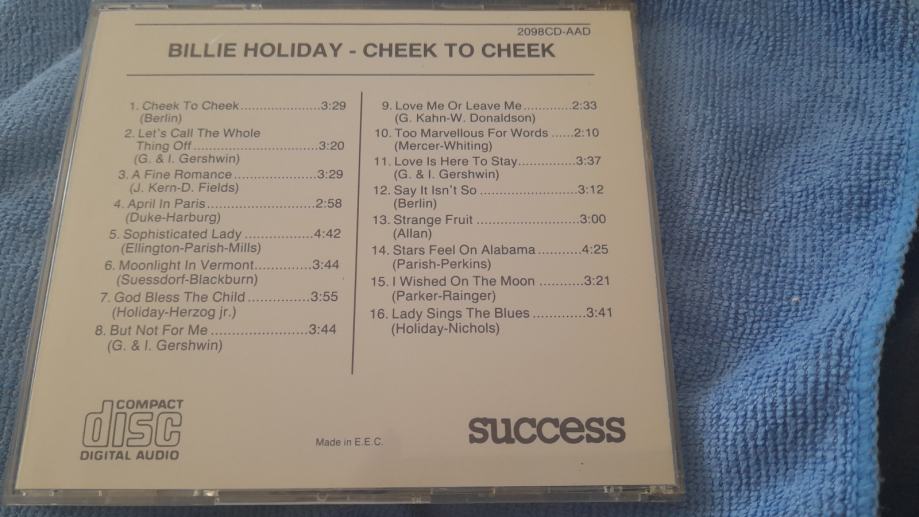 2098CD-AAD
BILLIE HOLIDAY - CHEEK TO CHEEK
1. Cheek To Cheek.....................3:29
(Berlin)
2. Let's Call The Whole
Thing Off.................................3:20
(G. & I. Gershwin)
3. A Fine Romance......................3:29
(J. Kern-D. Fields)
4. April In Paris............................2:58
(Duke-Harburg)
5. Sophisticated Lady..................4:42
(Ellington-Parish-Mills)
6. Moonlight In Vermont.............3:44
(Suessdorf-Blackburn)
7. God Bless The Child................3:55
(Holiday-Herzog jr.)
8. But Not For Me........................3:44
(G. & I. Gershwin)
9. Love Me Or Leave Me.............2:33
(G. Kahn-W. Donaldson)
10. Too Marvellous For Words ......2:10
(Mercer-Whiting)
11. Love Is Here To Stay...............3:37
(G. & I. Gershwin)
12. Say It Isn't So .........................3:12
(Berlin)
13. Strange Fruit ..........................3:00
(Allan)
14. Stars Feel On Alabama ...........4:25
(Parish-Perkins)
15. I Wished On The Moon ..........3:21
(Parker-Rainger)
16. Lady Sings The Blues .............3:41
(Holiday-Nichols)
COMPACT
disc
DIGITAL AUDIO
Made in E.E.C.
success